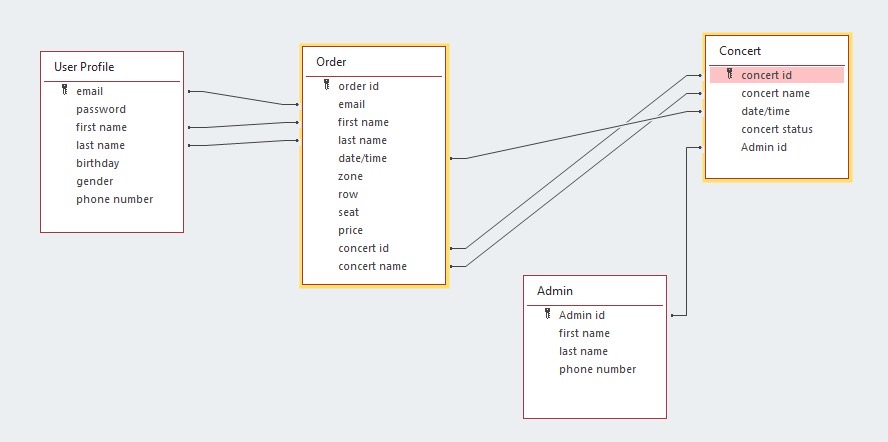 User Profile
email
password
first name
last name
birthday
gender
phone number
Order
order id
email
first name
last name
date/time
zone
row
seat
price
concert id
concert name
Concert
concert id
concert name
date/time
concert status
Admin id
Admin
Admin id
first name
last name
phone number